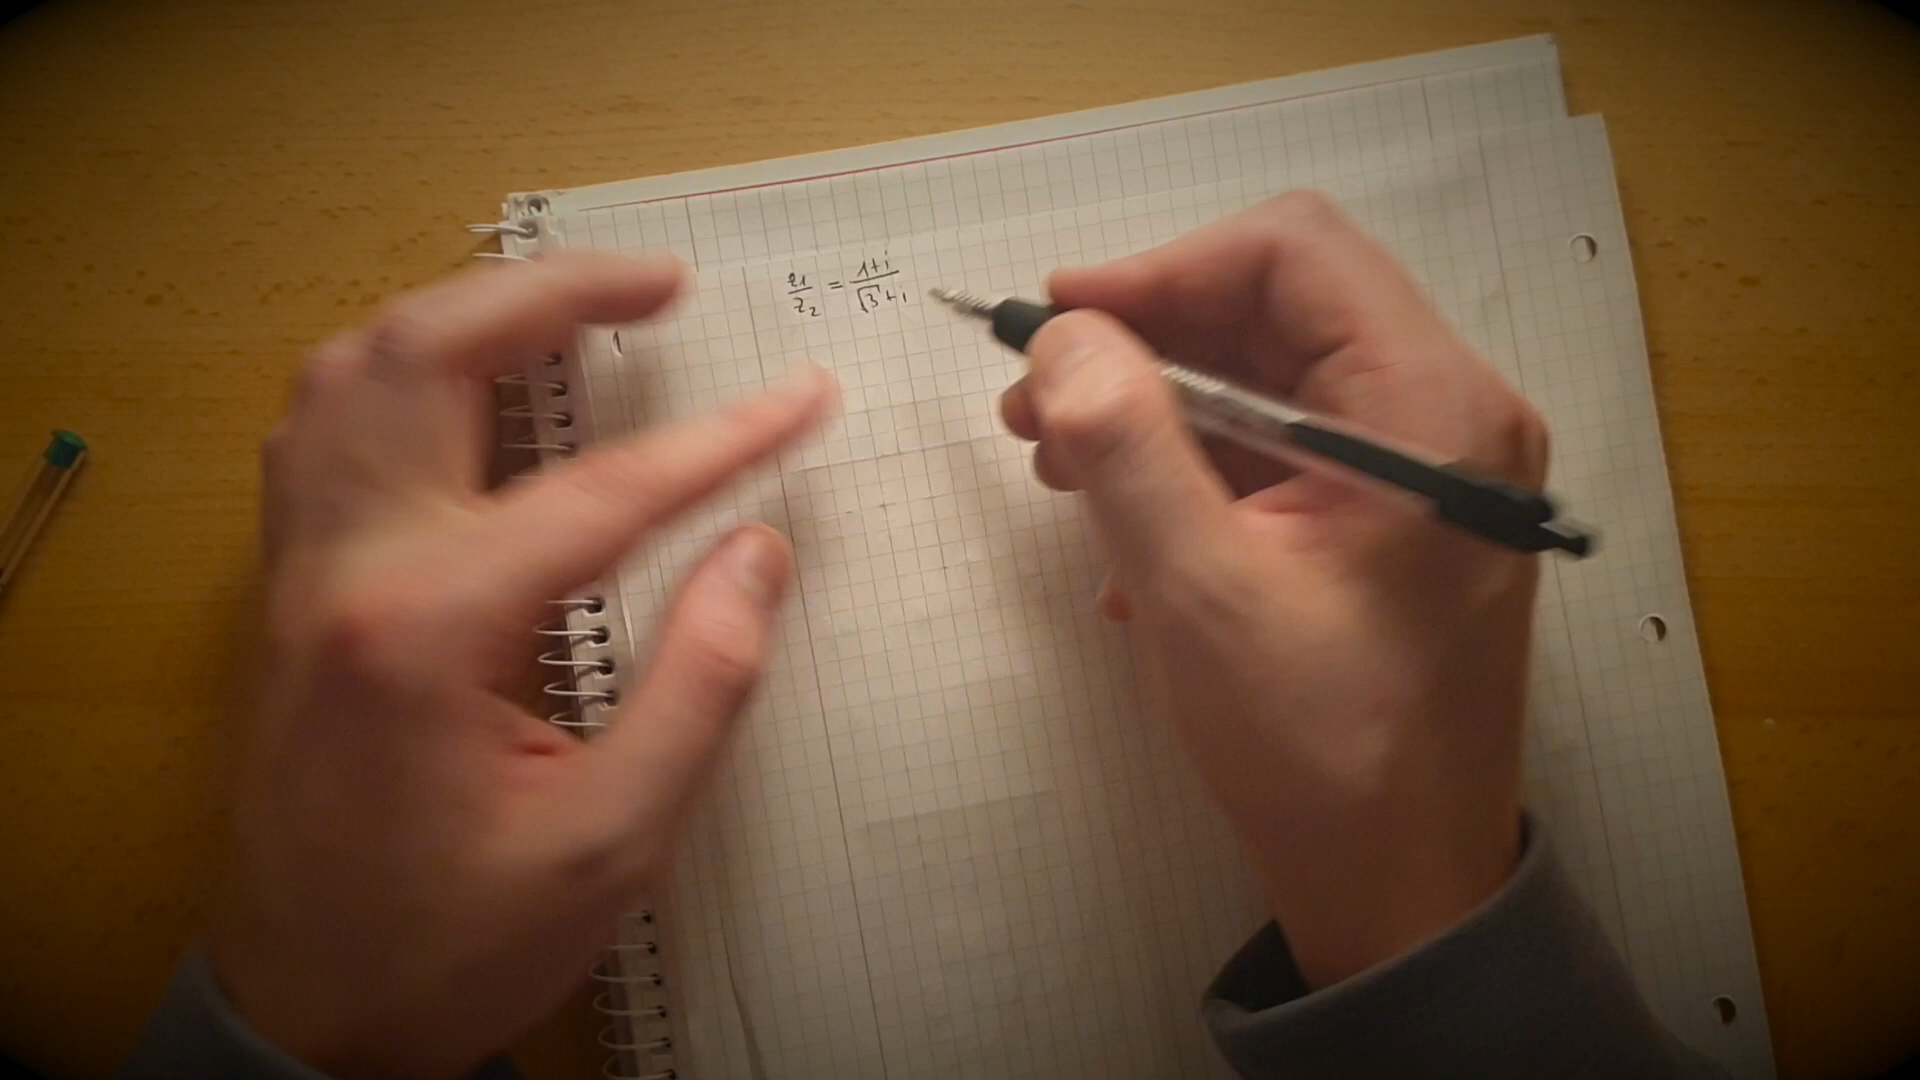 z1/z2 = 1+i/√3+i